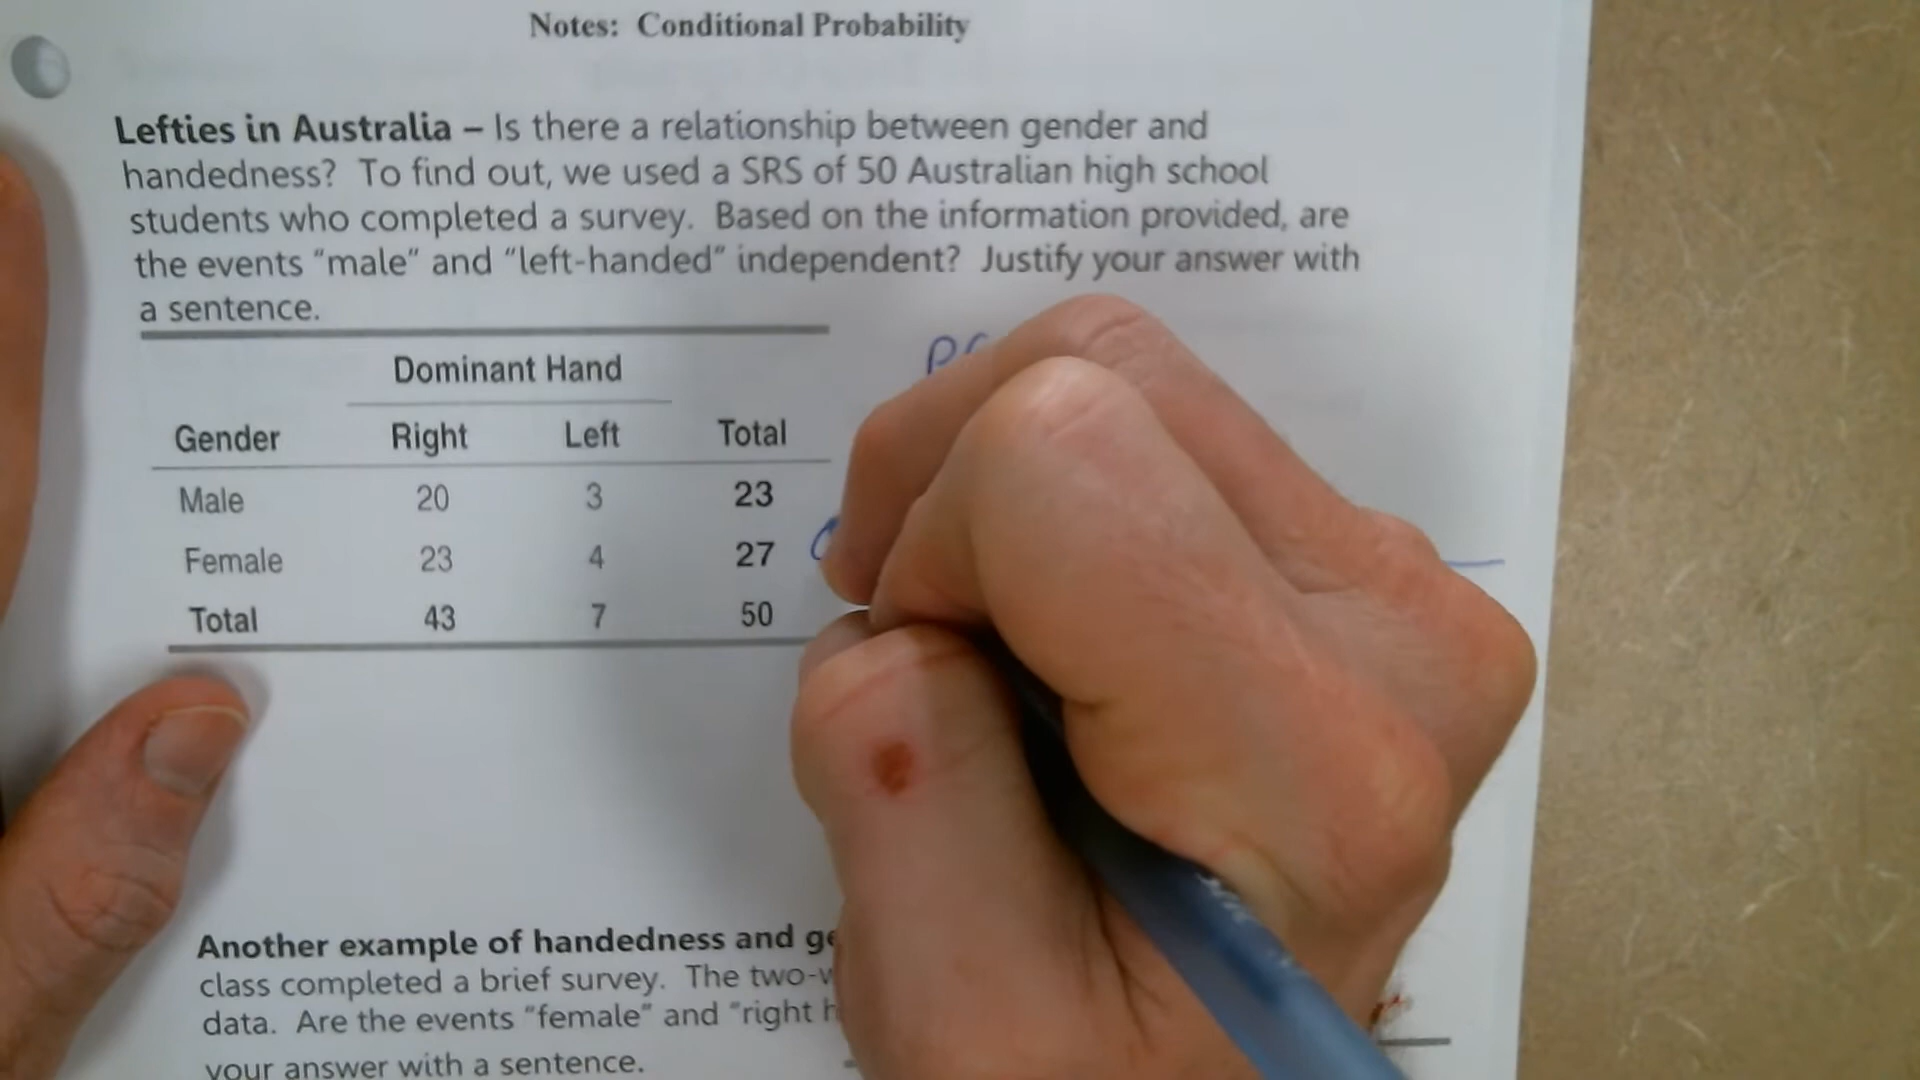 Notes: Conditional Probability
Lefties in Australia – Is there a relationship between gender and
handedness? To find out, we used a SRS of 50 Australian high school
students who completed a survey. Based on the information provided, are
the events “male” and “left-handed” independent? Justify your answer with
a sentence.
Dominant Hand
Gender Right Left Total
Male 20 3 23
Female 23 4 27
Total 43 7 50
Another example of handedness and
class completed a brief survey. The
data. Are the events “female” and “right
your answer with a sentence.